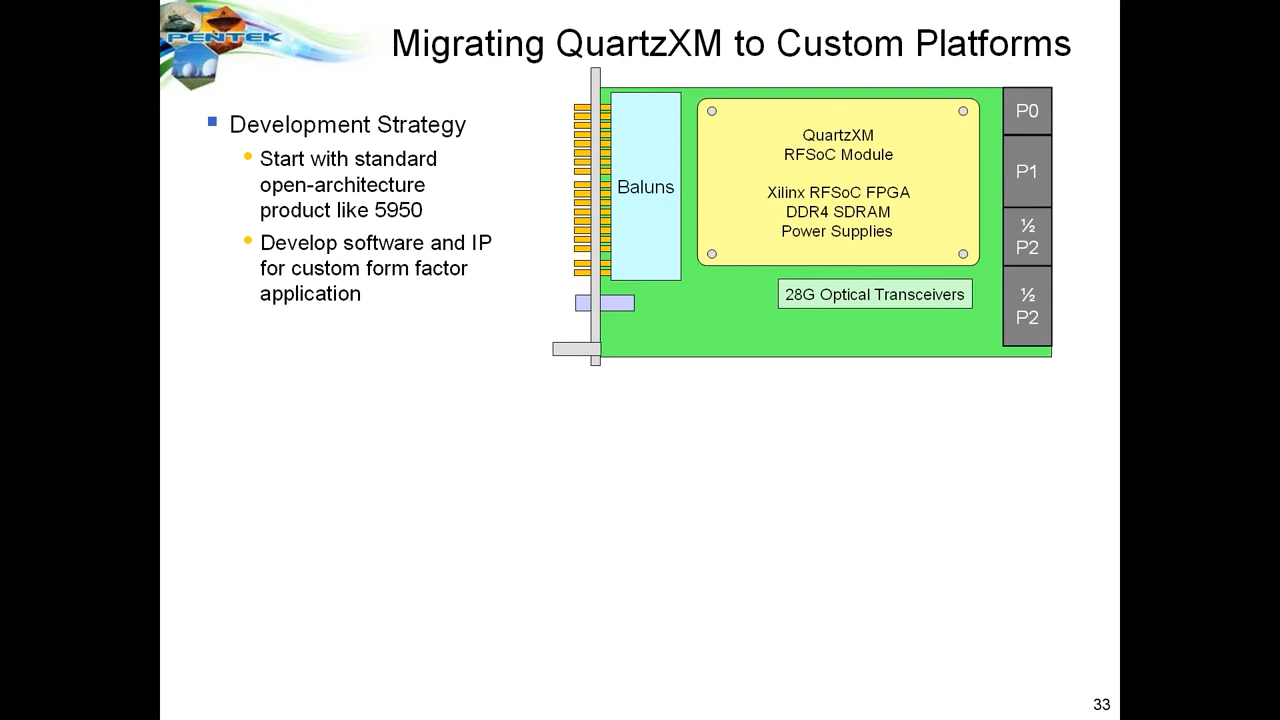 PENTEK
Migrating QuartzXM to Custom Platforms
Development Strategy
Start with standard
open-architecture
product like 5950
Develop software and IP
for custom form factor
application
Baluns
QuartzXM
RFSoC Module
Xilinx RFSoC FPGA
DDR4 SDRAM
Power Supplies
28G Optical Transceivers
P0
P1
½
P2
½
P2
33